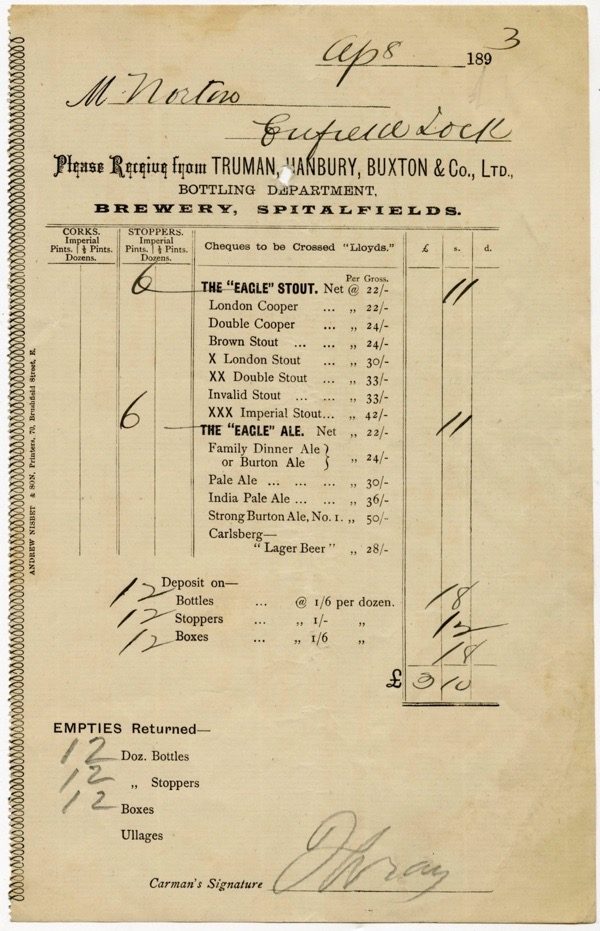 Ap 8 1893
M Norton
Enfield Lock
Please Receive from TRUMAN, HANBURY, BUXTON & Co., LTD.,
BOTTLING DEPARTMENT,
BREWERY, SPITALFIELDS.
CORKS. Imperial Pints. | ½ Pints. Dozens.
STOPPERS. Imperial Pints. | ½ Pints. Dozens.
Cheques to be Crossed "Lloyds."
£ s. d.
Per Gross.
6 THE "EAGLE" STOUT. Net @ 22/- 11
London Cooper ... „ 22/-
Double Cooper ... „ 24/-
Brown Stout ... ... „ 24/-
X London Stout ... „ 30/-
XX Double Stout ... „ 33/-
Invalid Stout ... ... „ 33/-
XXX Imperial Stout... „ 42/-
6 THE "EAGLE" ALE. Net „ 22/- 11
Family Dinner Ale }
or Burton Ale } „ 24/-
Pale Ale ... ... ... „ 30/-
India Pale Ale ... ... „ 36/-
Strong Burton Ale, No. 1. „ 50/-
Carlsberg—
"Lager Beer" „ 28/-
12 Deposit on—
Bottles ... @ 1/6 per dozen. 18
12 Stoppers ... „ 1/- „ 12
12 Boxes ... „ 1/6 „ 18
£ 3 10
EMPTIES Returned—
12 Doz. Bottles
12 „ Stoppers
12 Boxes
Ullages
Carman's Signature
ANDREW NISBET & SON, Printers, 70, Brushfield Street, E.